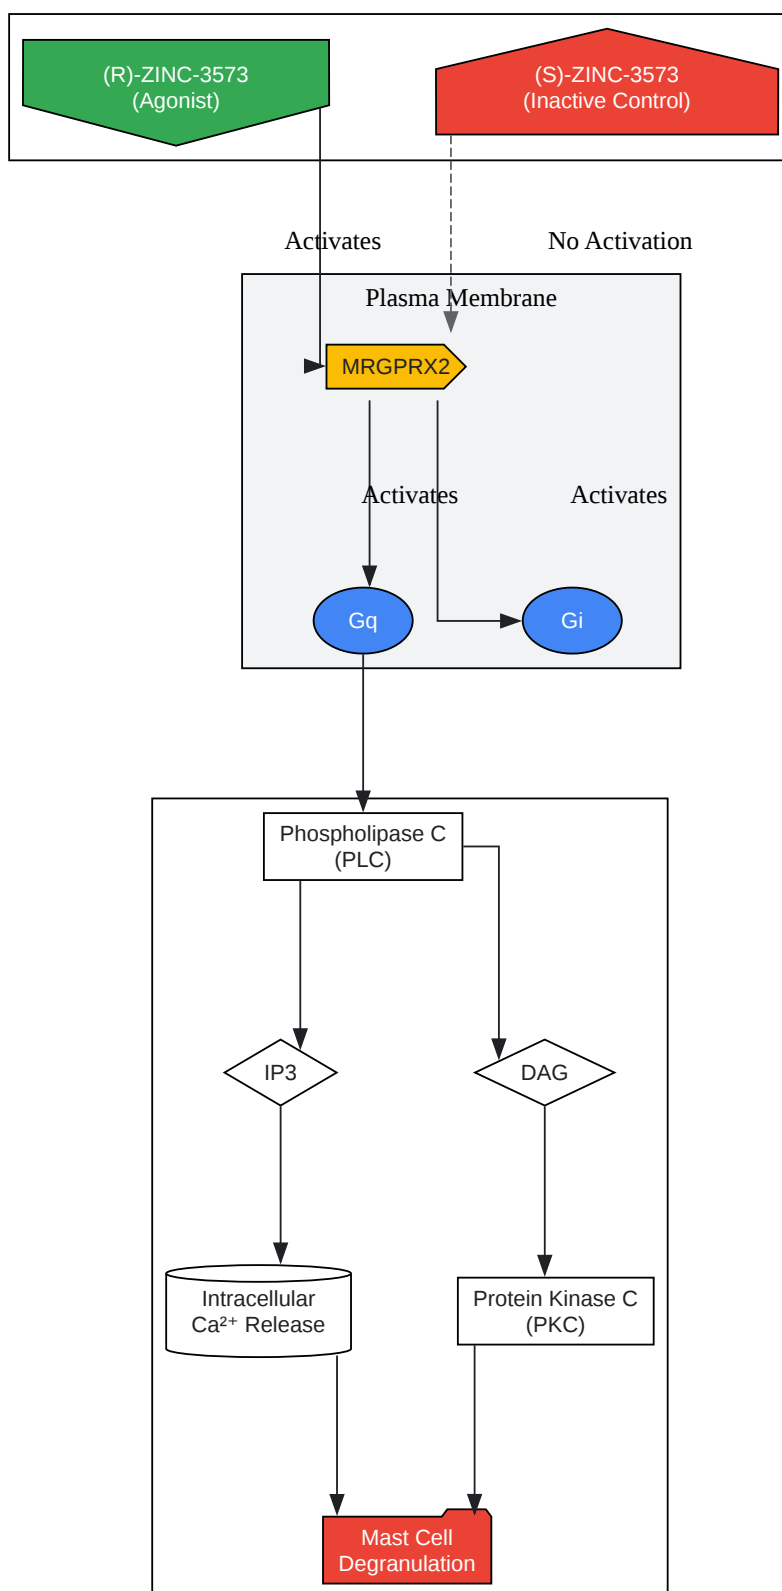 (R)-ZINC-3573
(Agonist)
(S)-ZINC-3573
(Inactive Control)
Activates
No Activation
Plasma Membrane
MRGPRX2
Activates
Activates
Gq
Gi
Phospholipase C
(PLC)
IP3
DAG
Intracellular
Ca²⁺ Release
Protein Kinase C
(PKC)
Mast Cell
Degranulation